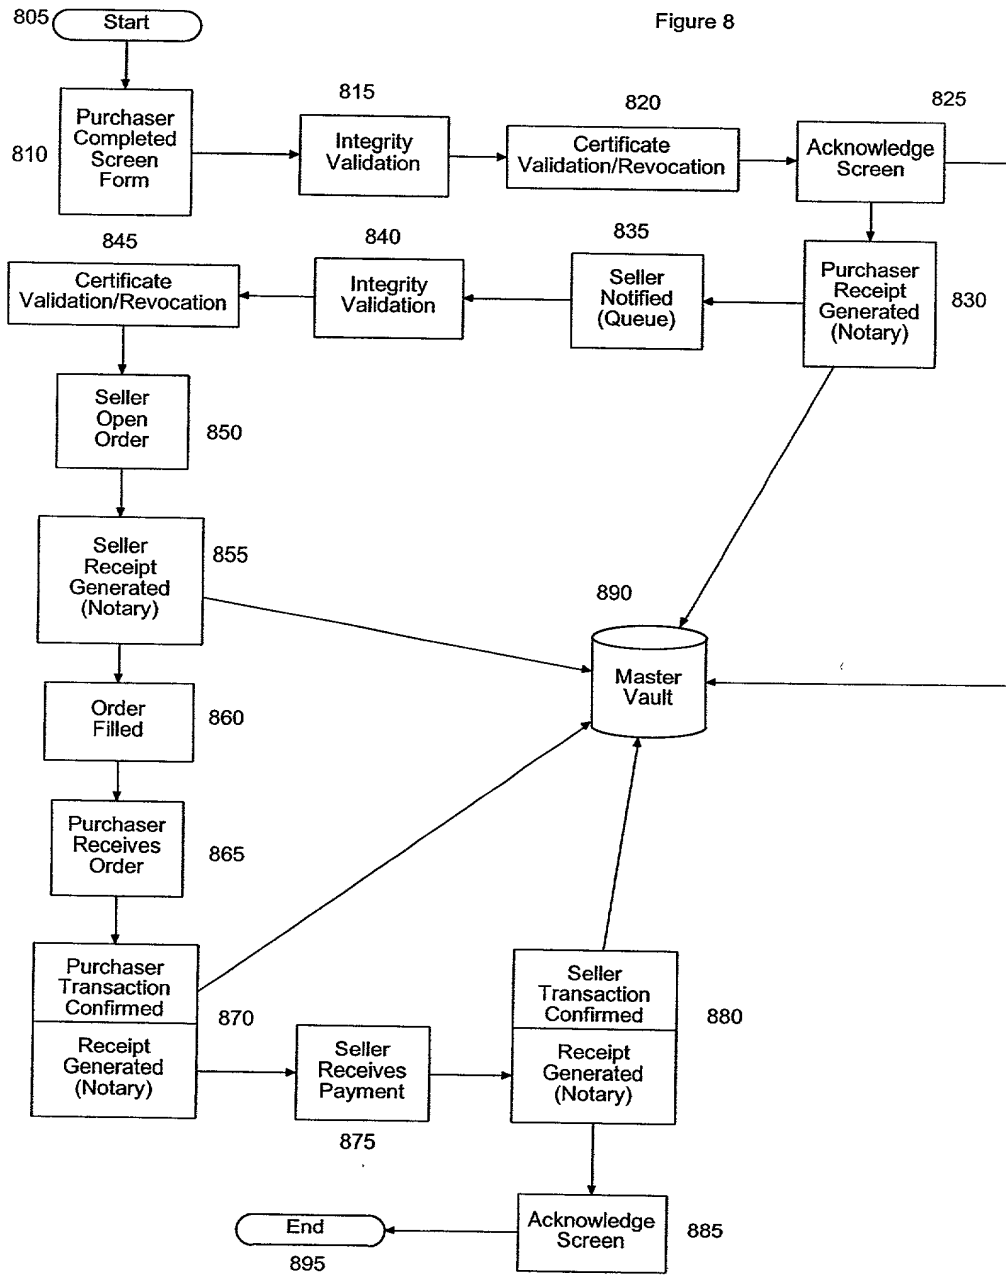 805
Start
Figure 8
815
820
825
810
Purchaser
Completed
Screen
Form
Integrity
Validation
Certificate
Validation/Revocation
Acknowledge
Screen
845
840
835
830
Certificate
Validation/Revocation
Integrity
Validation
Seller
Notified
(Queue)
Purchaser
Receipt
Generated
(Notary)
Seller
Open
Order
850
Seller
Receipt
Generated
(Notary)
855
890
Master
Vault
Order
Filled
860
Purchaser
Receives
Order
865
Purchaser
Transaction
Confirmed
Receipt
Generated
(Notary)
870
Seller
Receives
Payment
875
Seller
Transaction
Confirmed
Receipt
Generated
(Notary)
880
End
895
Acknowledge
Screen
885